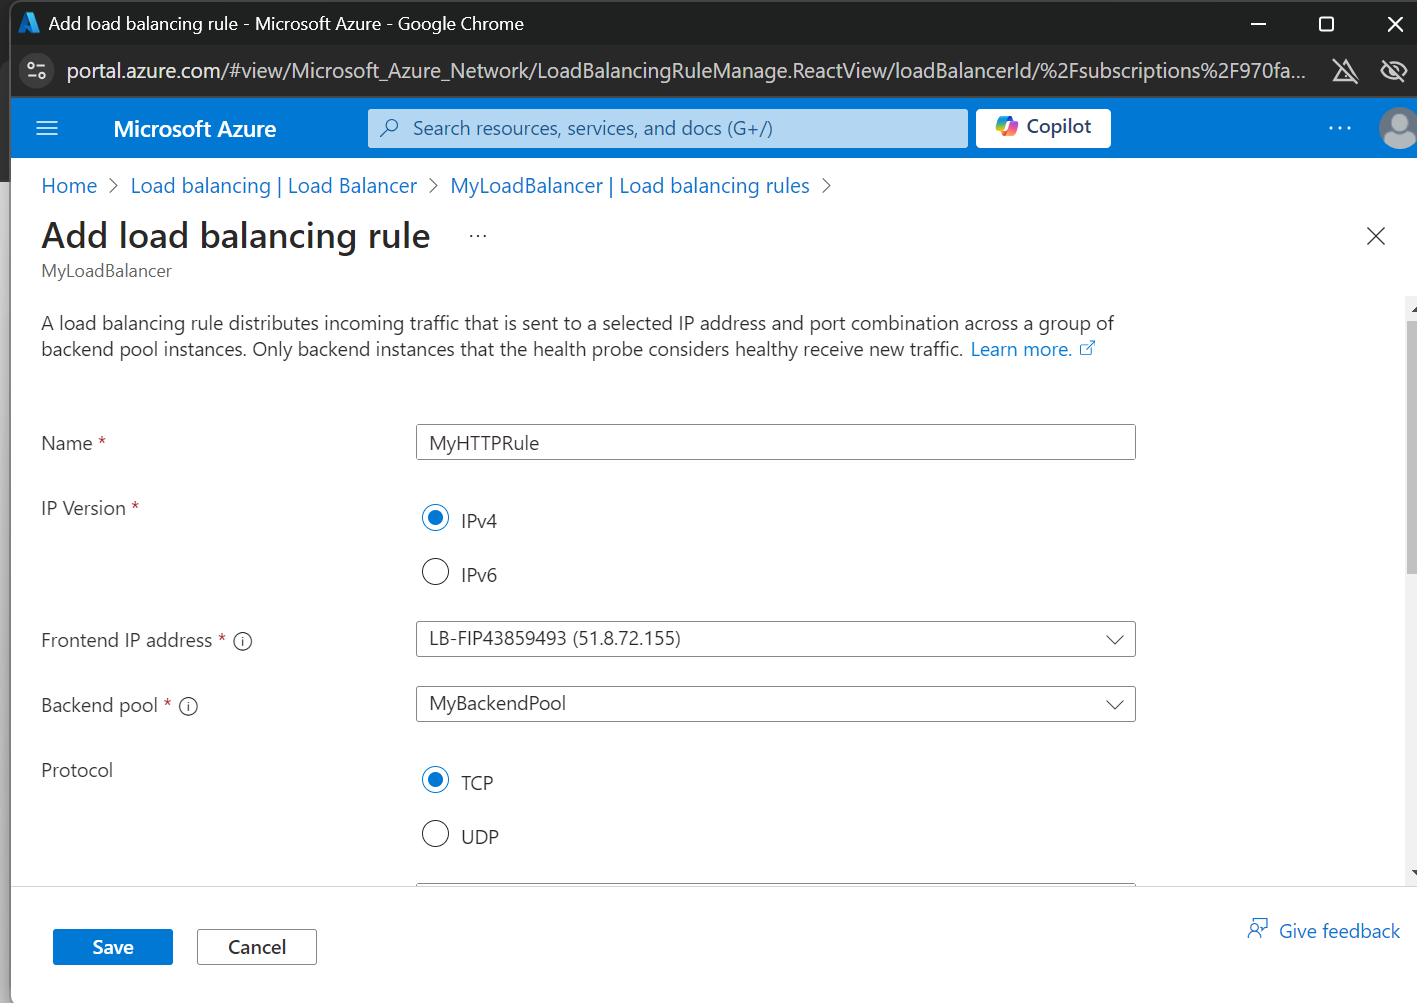 Add load balancing rule - Microsoft Azure - Google Chrome
portal.azure.com/#view/Microsoft_Azure_Network/LoadBalancingRuleManage.ReactView/loadBalancerId/%2Fsubscriptions%2F970fa...
Microsoft Azure
Search resources, services, and docs (G+/)
Copilot
Home > Load balancing | Load Balancer > MyLoadBalancer | Load balancing rules >
Add load balancing rule ...
MyLoadBalancer
A load balancing rule distributes incoming traffic that is sent to a selected IP address and port combination across a group of
backend pool instances. Only backend instances that the health probe considers healthy receive new traffic. Learn more.
Name *
MyHTTPRule
IP Version *
IPv4
IPv6
Frontend IP address *
LB-FIP43859493 (51.8.72.155)
Backend pool *
MyBackendPool
Protocol
TCP
UDP
Save
Cancel
Give feedback